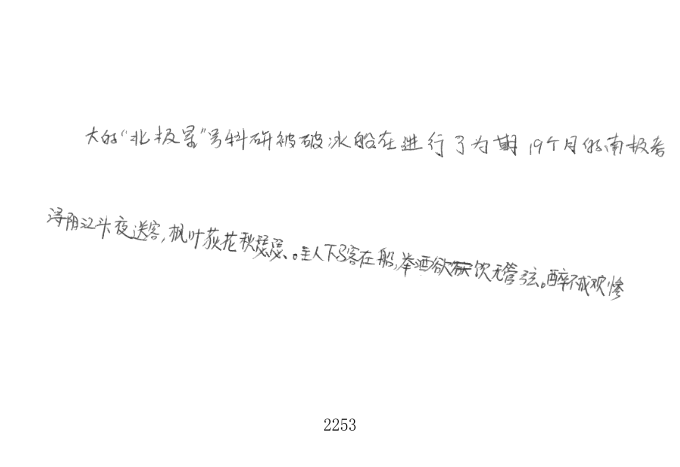 大的“北极星”号科研被破冰船在进行了为期19个月的南极考
浔阳江头夜送客,枫叶荻花秋瑟瑟、。主人下马客在船,举酒欲饮无管弦。醉不成欢惨
2253